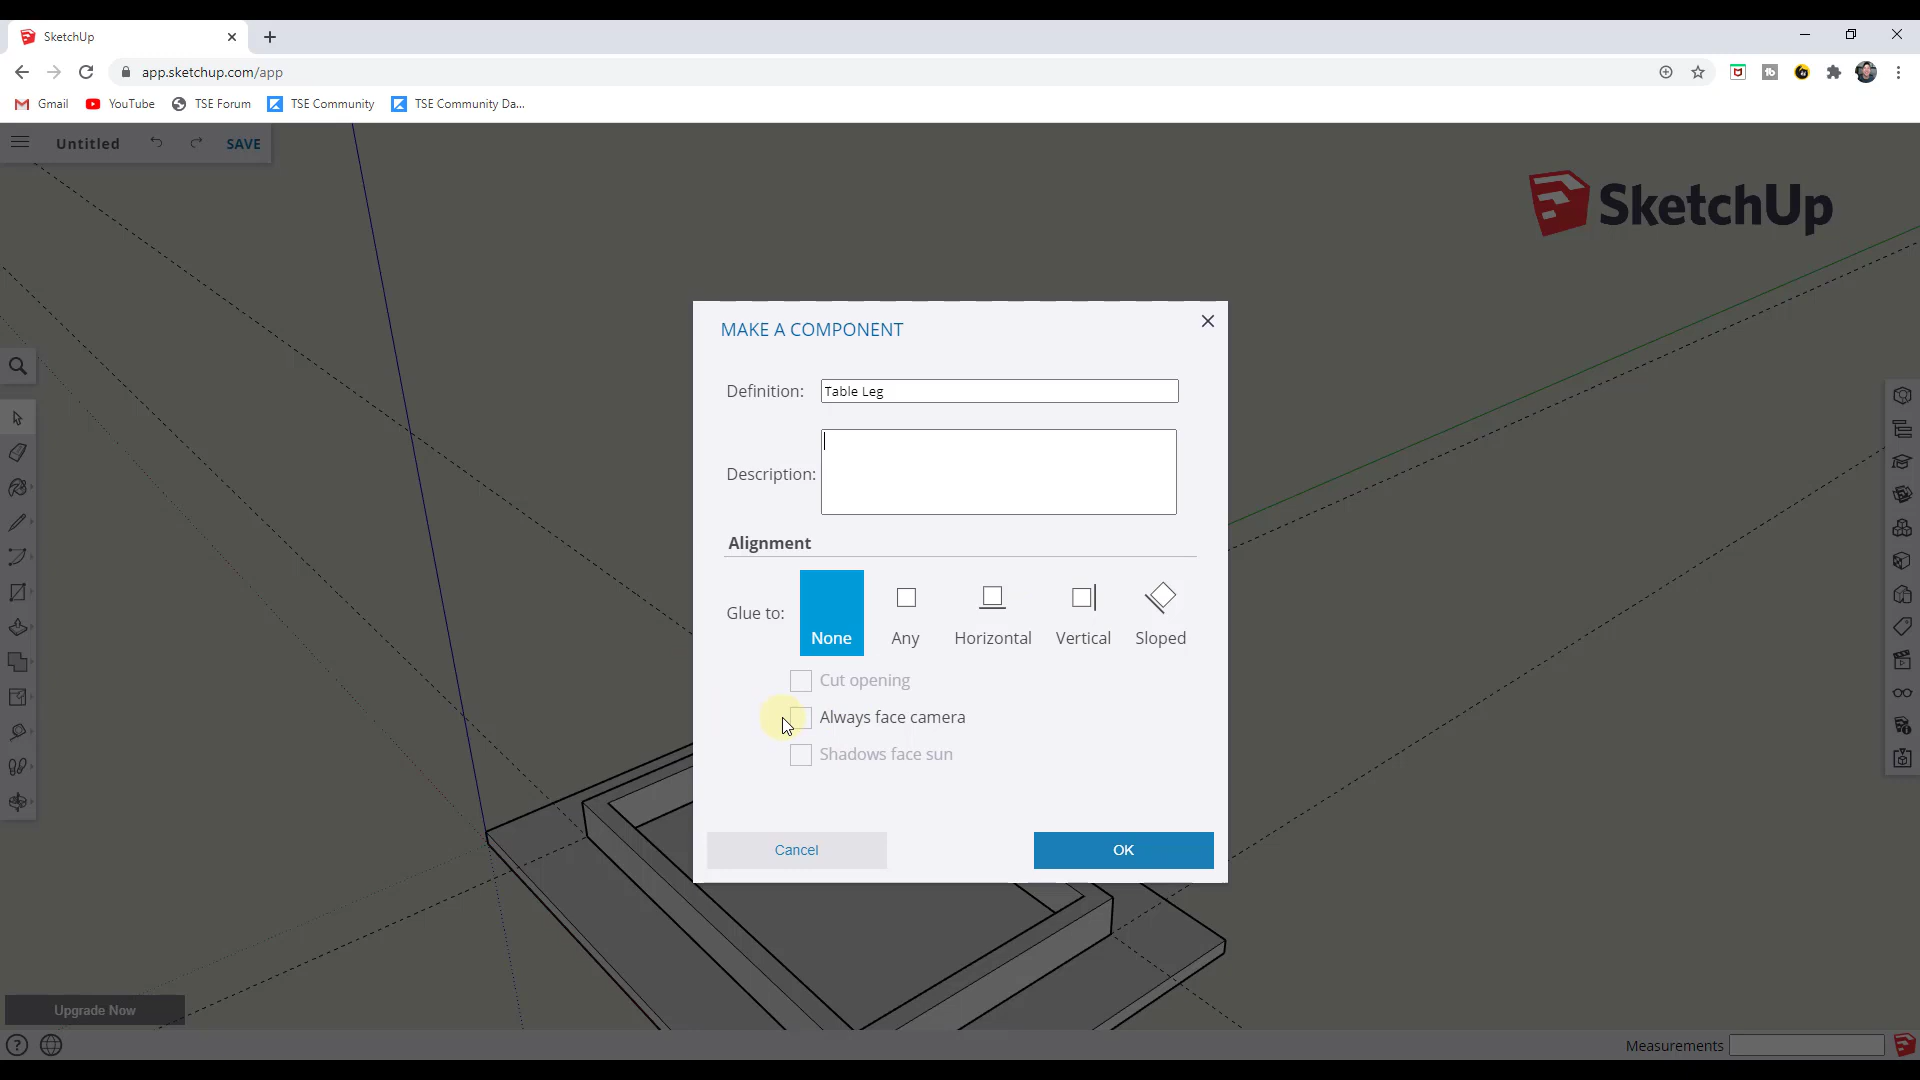 SketchUp
app.sketchup.com/app
Gmail
YouTube
TSE Forum
TSE Community
TSE Community Da...
Untitled
SAVE
SketchUp
MAKE A COMPONENT
Definition:
Table Leg
Description:
Alignment
Glue to:
None
Any
Horizontal
Vertical
Sloped
Cut opening
Always face camera
Shadows face sun
Cancel
OK
Upgrade Now
Measurements